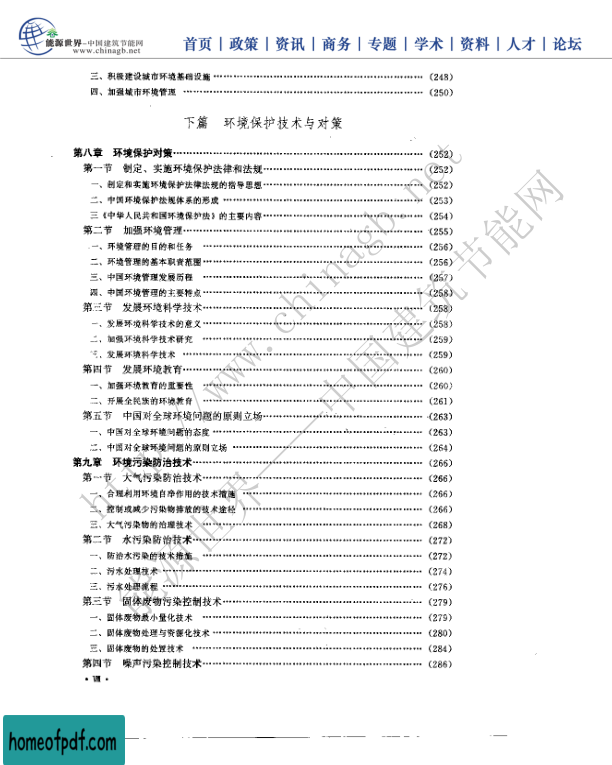 能源世界-中国建筑节能网
www.chinagb.net
首页 | 政策 | 资讯 | 商务 | 专题 | 学术 | 资料 | 人才 | 论坛
三、积极建设城市环境基础设施 (248)
四、加强城市环境管理 (250)
下篇 环境保护技术与对策
第八章 环境保护对策 (252)
第一节 制定、实施环境保护法律和法规 (252)
一、制定和实施环境保护法律法规的指导思想 (252)
二、中国环境保护法规体系的形成 (253)
三《中华人民共和国环境保护法》的主要内容 (254)
第二节 加强环境管理 (255)
一、环境管理的目的和任务 (256)
二、环境管理的基本职责范围 (256)
三、中国环境管理发展历程 (257)
四、中国环境管理的主要特点 (258)
第三节 发展环境科学技术 (258)
一、发展环境科学技术的意义 (258)
二、加强环境科学技术研究 (259)
三、发展环境科学技术 (259)
第四节 发展环境教育 (260)
一、加强环境教育的重要性 (260)
二、开展全民族的环境教育 (261)
第五节 中国对全球环境问题的原则立场 (263)
一、中国对全球环境问题的态度 (263)
二、中国对全球环境问题的原则立场 (264)
第九章 环境污染防治技术 (266)
第一节 大气污染防治技术 (266)
一、合理利用环境自净作用的技术措施 (266)
二、控制或减少污染物排放的技术途径 (266)
三、大气污染物的治理技术 (268)
第二节 水污染防治技术 (272)
一、防治水污染的技术措施 (272)
二、污水处理技术 (274)
三、污水处理流程 (276)
第三节 固体废物污染控制技术 (279)
一、固体废物最小量化技术 (279)
二、固体废物处理与资源化技术 (280)
三、固体废物的处置技术 (284)
第四节 噪声污染控制技术 (286)
http://www.chinagb.net
能源世界——中国建筑节能网
homeofpdf.com